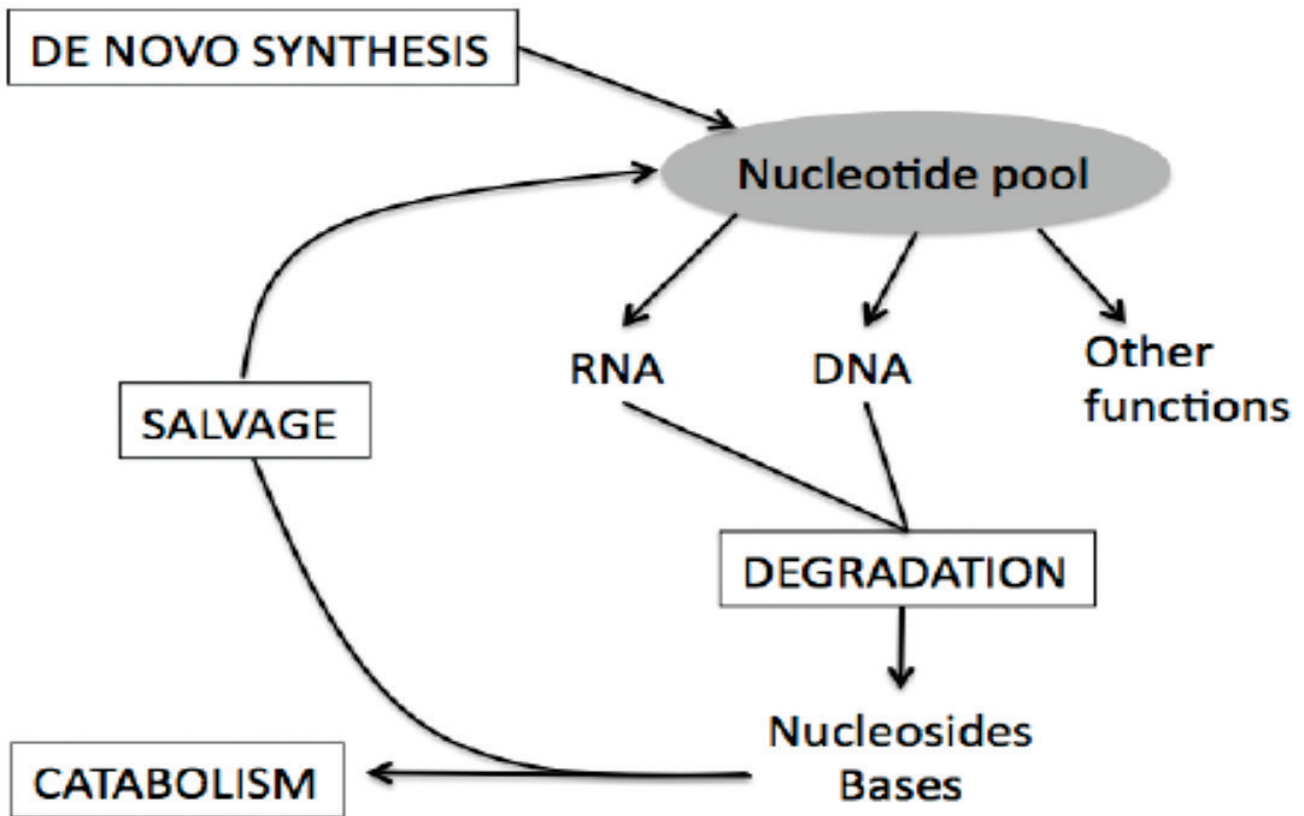 DE NOVO SYNTHESIS
Nucleotide pool
RNA
DNA
Other
functions
SALVAGE
DEGRADATION
Nucleosides
Bases
CATABOLISM